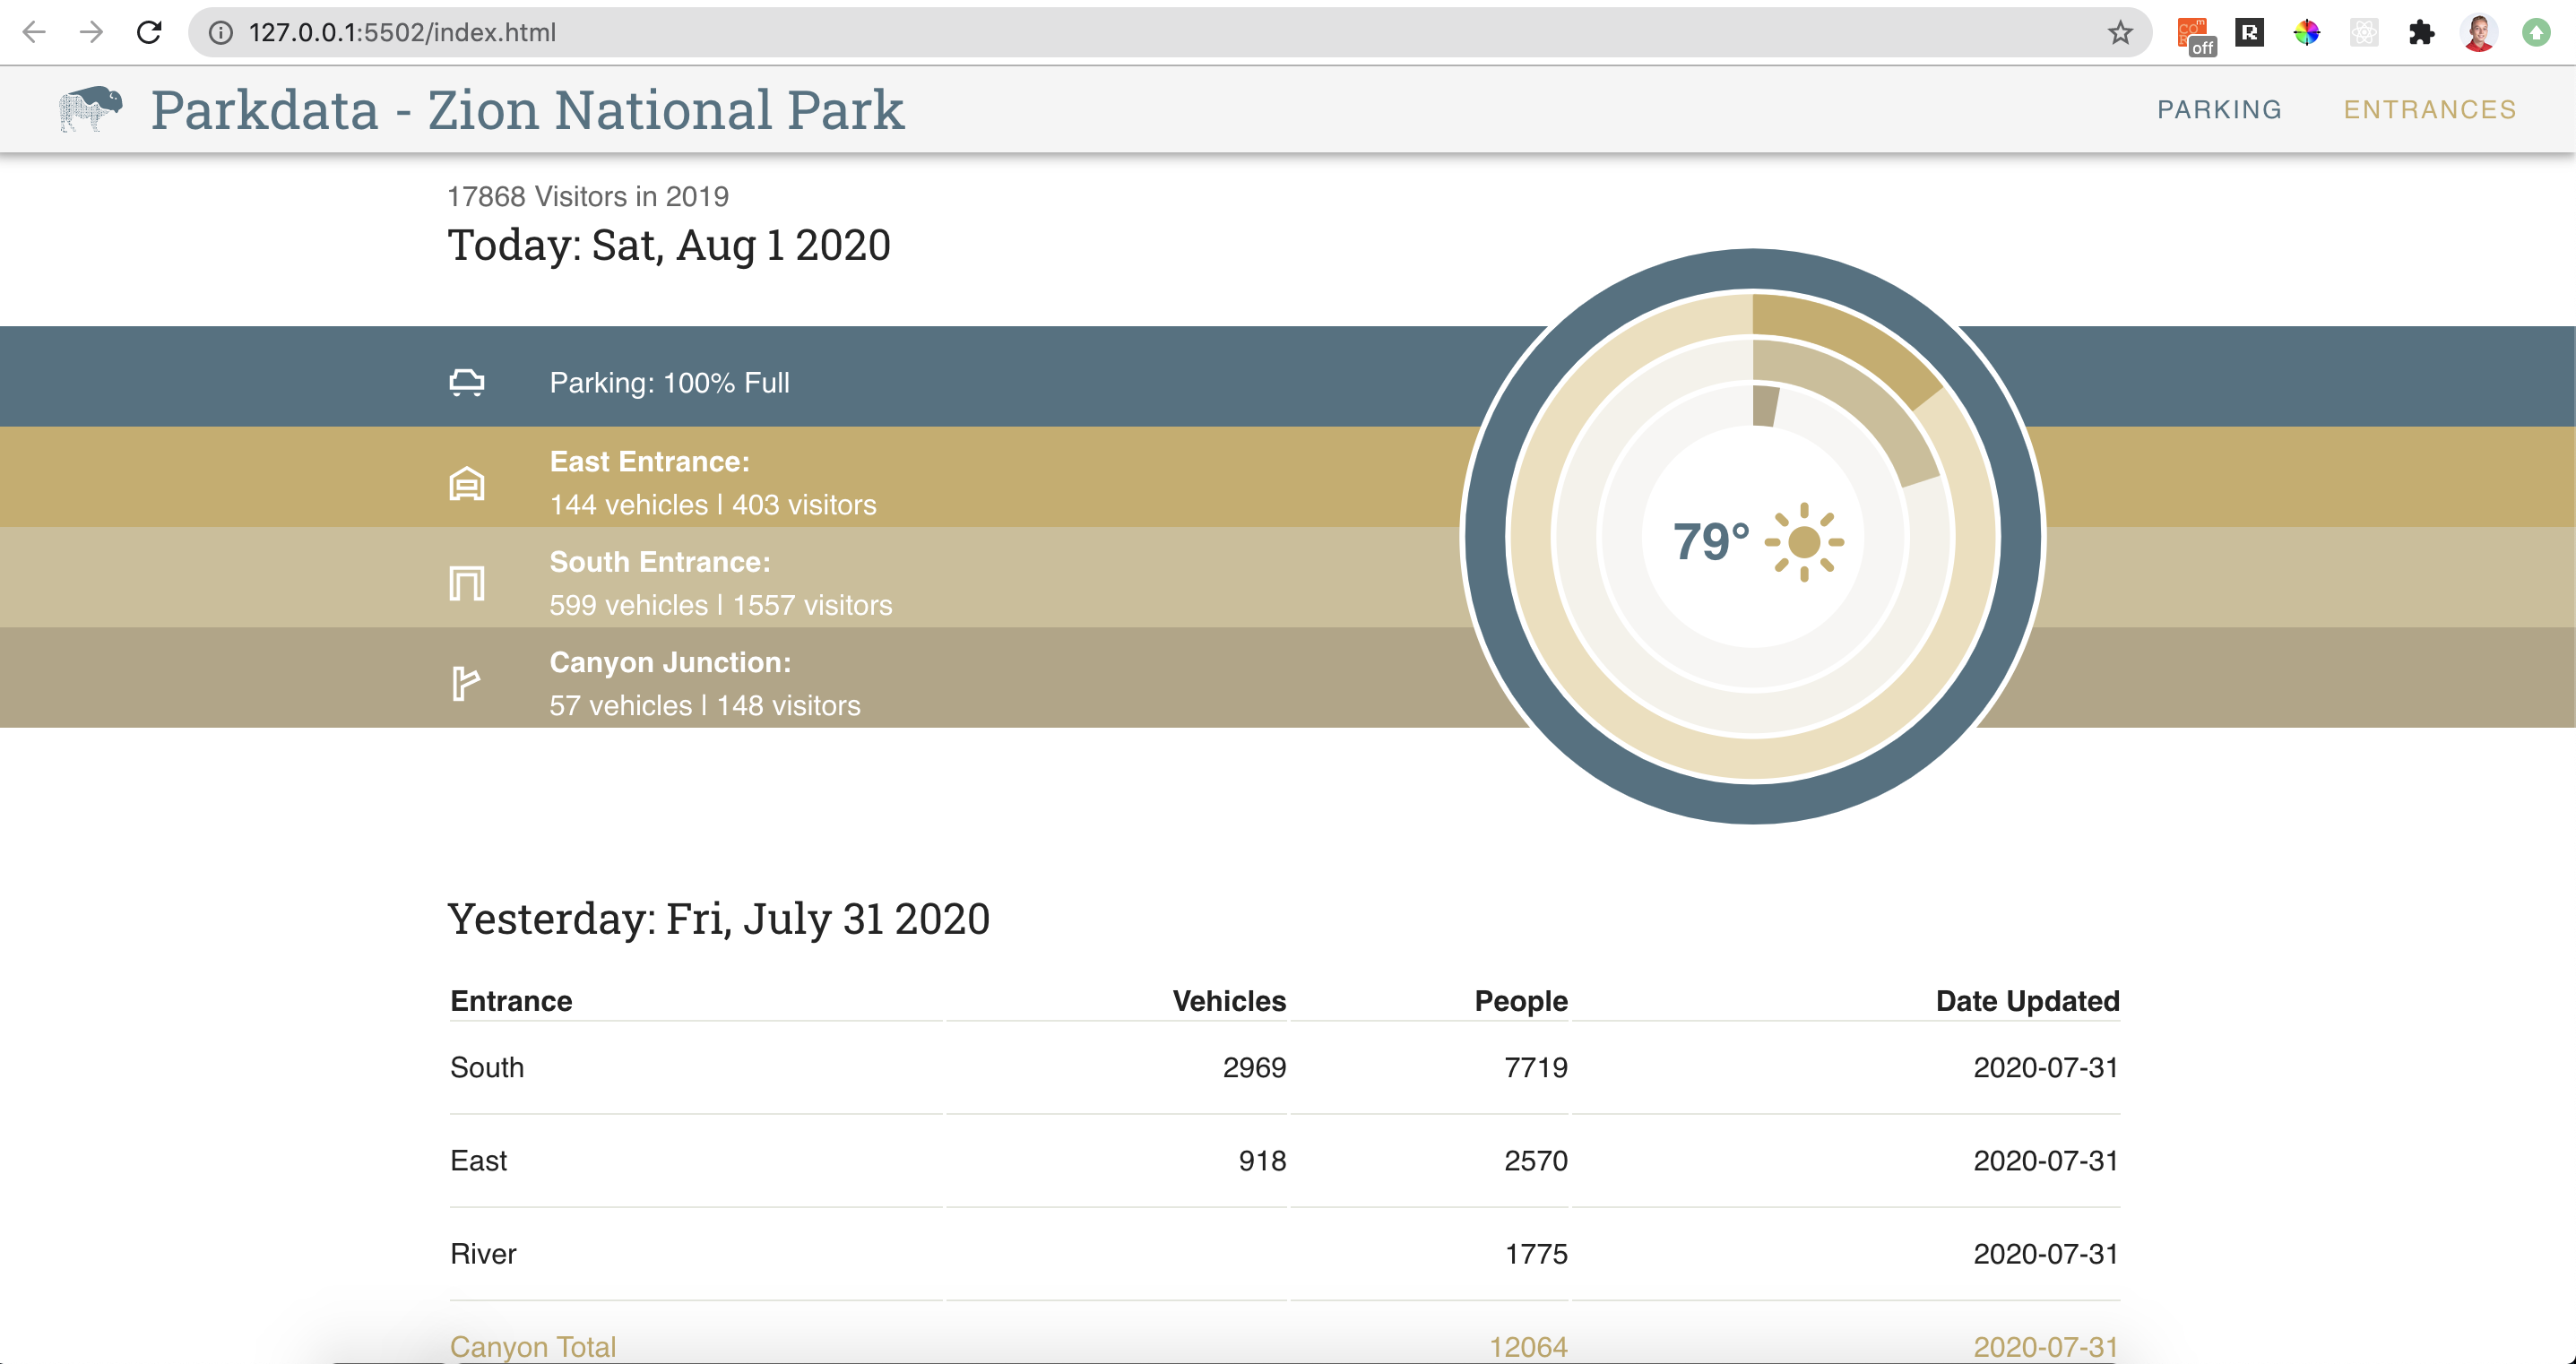 127.0.0.1:5502/index.html
off
Parkdata - Zion National Park
PARKING
ENTRANCES
17868 Visitors in 2019
Today: Sat, Aug 1 2020
Parking: 100% Full
East Entrance:
144 vehicles | 403 visitors
South Entrance:
599 vehicles | 1557 visitors
Canyon Junction:
57 vehicles | 148 visitors
79°
Yesterday: Fri, July 31 2020
Entrance Vehicles People Date Updated
South 2969 7719 2020-07-31
East 918 2570 2020-07-31
River 1775 2020-07-31
Canyon Total 12064 2020-07-31